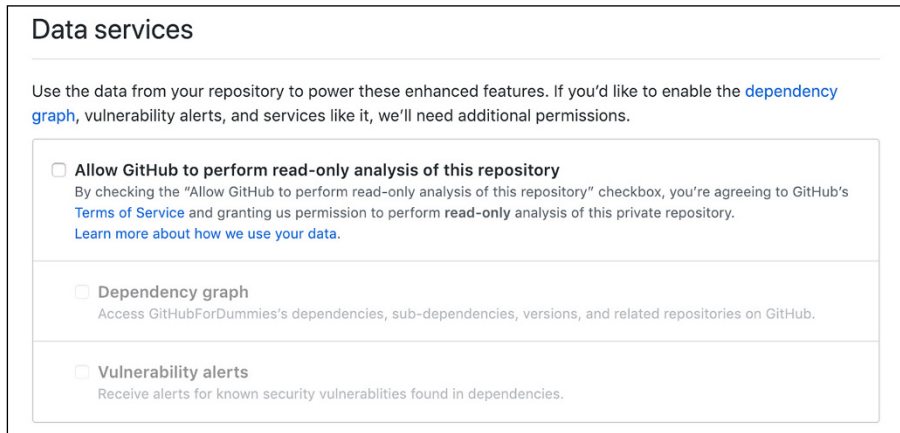 Data services
Use the data from your repository to power these enhanced features. If you’d like to enable the dependency
graph, vulnerability alerts, and services like it, we’ll need additional permissions.
Allow GitHub to perform read-only analysis of this repository
By checking the “Allow GitHub to perform read-only analysis of this repository” checkbox, you’re agreeing to GitHub’s
Terms of Service and granting us permission to perform read-only analysis of this private repository.
Learn more about how we use your data.
Dependency graph
Access GitHubForDummies’s dependencies, sub-dependencies, versions, and related repositories on GitHub.
Vulnerability alerts
Receive alerts for known security vulnerablities found in dependencies.